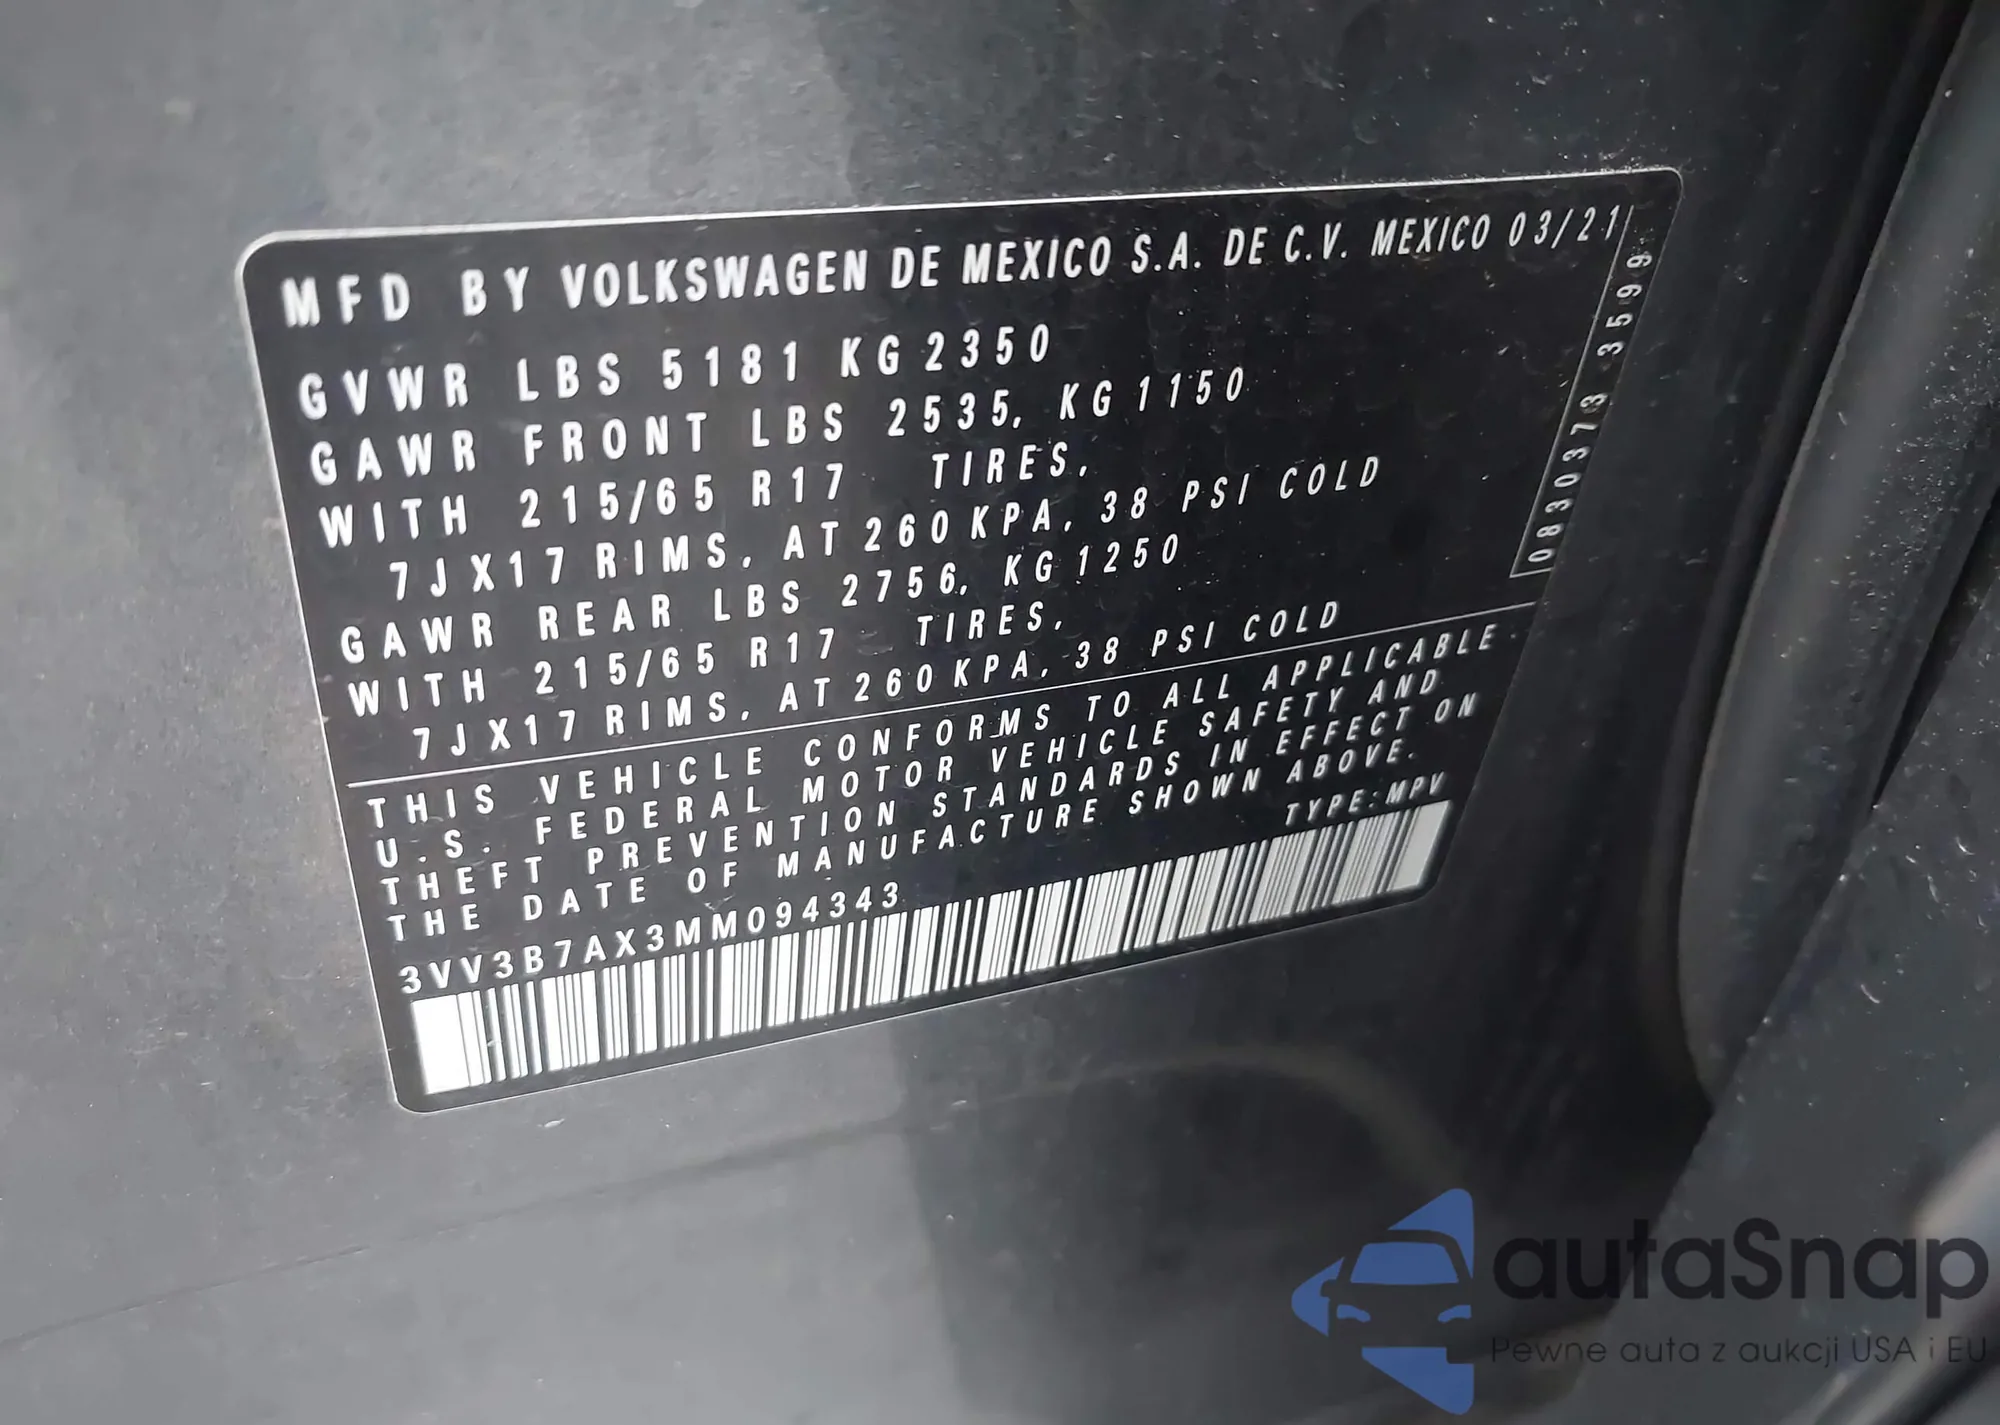 MFD BY VOLKSWAGEN DE MEXICO S.A. DE C.V. MEXICO 03/21
GVWR LBS 5181 KG 2350
GAWR FRONT LBS 2535, KG 1150
WITH 215/65 R17 TIRES,
7JX17 RIMS, AT 260 KPA, 38 PSI COLD
GAWR REAR LBS 2756, KG 1250
WITH 215/65 R17 TIRES,
7JX17 RIMS, AT 260 KPA, 38 PSI COLD
THIS VEHICLE CONFORMS TO ALL APPLICABLE
U.S. FEDERAL MOTOR VEHICLE SAFETY AND
THEFT PREVENTION STANDARDS IN EFFECT ON
THE DATE OF MANUFACTURE SHOWN ABOVE.
TYPE: MPV
3VV3B7AX3MM094343
0830373 3599
autaSnap
Pewne auta z aukcji USA i EU